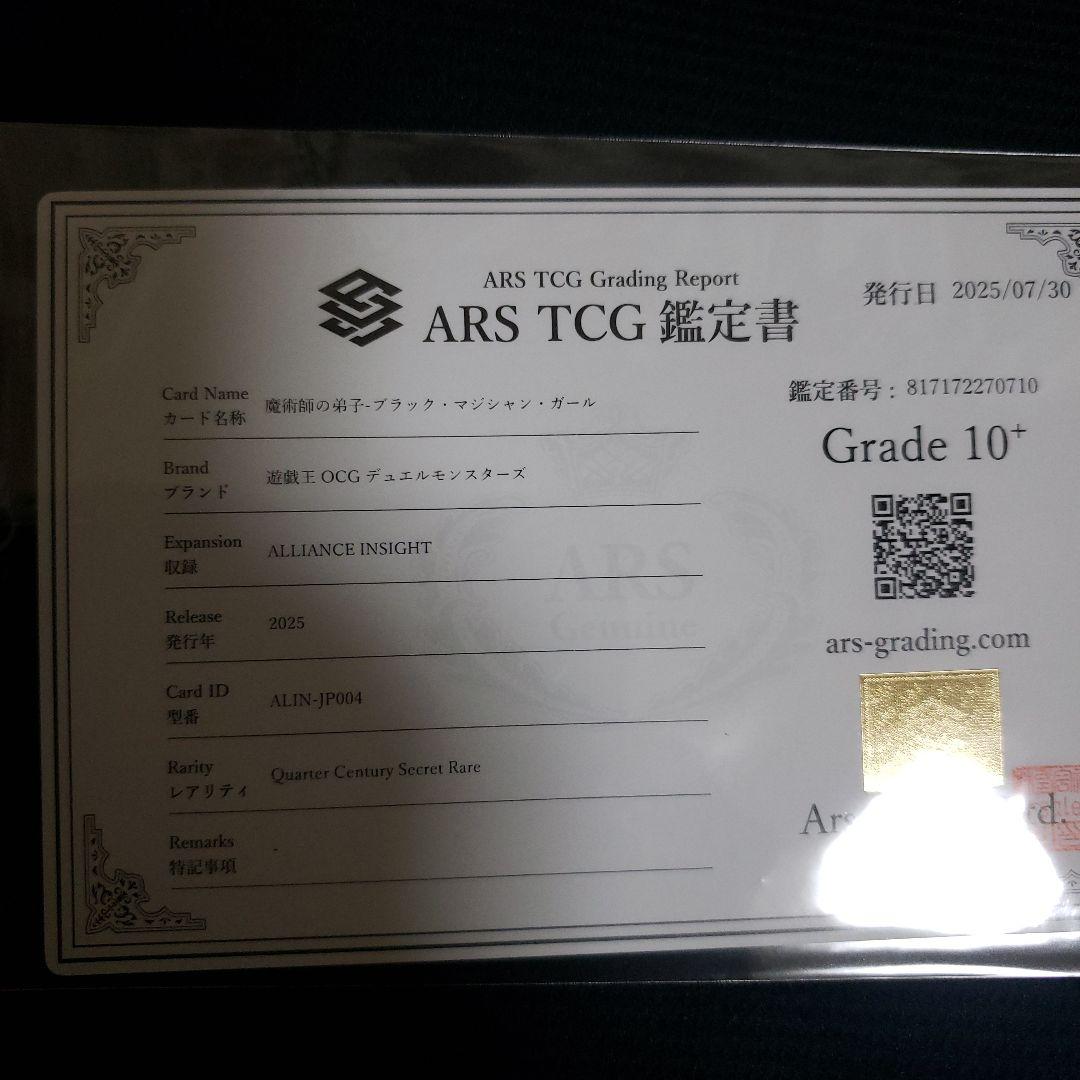 ARS TCG Grading Report
ARS TCG 鑑定書
発行日 2025/07/30
鑑定番号 : 817172270710
Grade 10+
ars-grading.com
Card Name
カード名称
魔術師の弟子-ブラック・マジシャン・ガール
Brand
ブランド
遊戯王 OCG デュエルモンスターズ
Expansion
収録
ALLIANCE INSIGHT
Release
発行年
2025
Card ID
型番
ALIN-JP004
Rarity
レアリティ
Quarter Century Secret Rare
Remarks
特記事項
-
ARS
Genuine